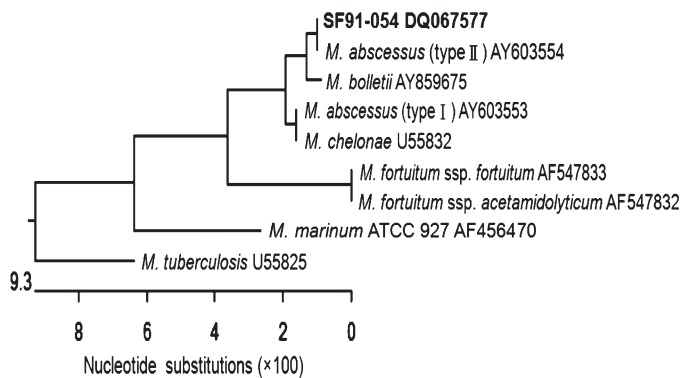 SF91-054 DQ067577
M. abscessus (type Ⅱ) AY603554
M. bolletii AY859675
M. abscessus (type Ⅰ) AY603553
M. chelonae U55832
M. fortuitum ssp. fortuitum AF547833
M. fortuitum ssp. acetamidolyticum AF547832
M. marinum ATCC 927 AF456470
M. tuberculosis U55825
9.3
8 6 4 2 0
Nucleotide substitutions (×100)